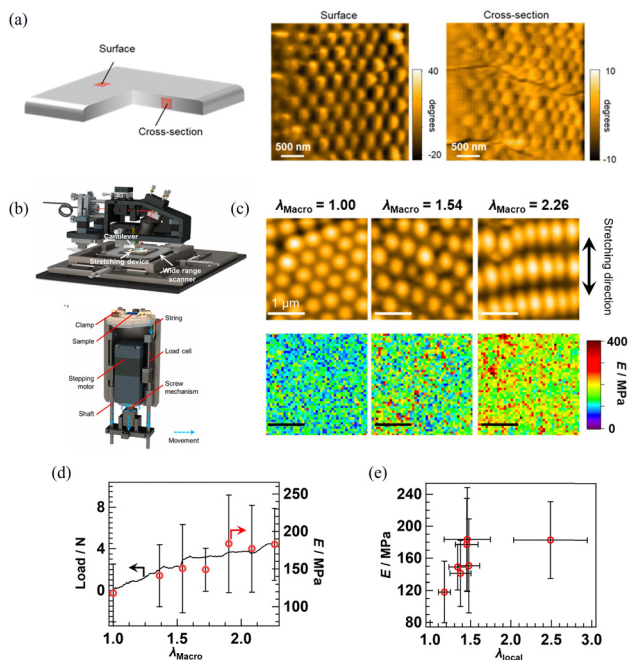 (a)
Surface
Cross-section
Surface
40
degrees
-20
500 nm
Cross-section
10
degrees
-10
500 nm
(b)
Cantilever
Stretching device
Wide range
scanner
Clamp
Sample
Stepping
motor
Shaft
String
Load cell
Screw
mechanism
Movement
(c)
λMacro = 1.00
λMacro = 1.54
λMacro = 2.26
Stretching direction
1 μm
400
E / MPa
0
(d)
Load / N
8
4
0
250
200
150
100
E / MPa
1.0
1.5
2.0
λMacro
(e)
E / MPa
240
200
160
120
80
1.0
1.5
2.0
2.5
3.0
λlocal